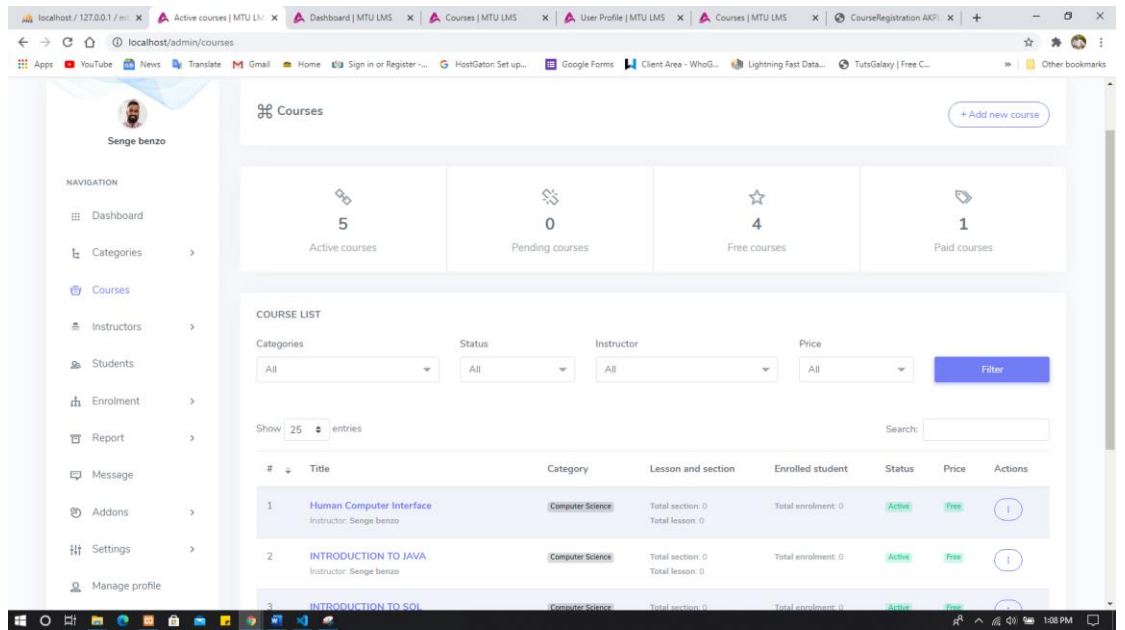 localhost / 127.0.0.1 / Active courses | MTU LM Dashboard | MTU LMS Courses | MTU LMS User Profile | MTU LMS Courses | MTU LMS CourseRegistration
localhost/admin/courses
Apps YouTube News Translate Gmail Home Sign in or Register -... HostGator: Set up... Google Forms Client Area - WhoG... Lightning Fast Data... TutsGalaxy | Free C... Other bookmarks
Senge benzo
NAVIGATION
Dashboard
Categories
Courses
Instructors
Students
Enrolment
Report
Message
Addons
Settings
Manage profile
Courses
+ Add new course
5 0 4 1
Active courses Pending courses Free courses Paid courses
COURSE LIST
Categories Status Instructor Price
All All All All Filter
Show 25 entries Search:
# Title Category Lesson and section Enrolled student Status Price Actions
1 Human Computer Interface Computer Science Total section: 0 Total enrolment: 0 Active Free
Instructor: Senge benzo Total lesson: 0
2 INTRODUCTION TO JAVA Computer Science Total section: 0 Total enrolment: 0 Active Free
Instructor: Senge benzo Total lesson: 0
3 INTRODUCTION TO SQL Computer Science Total section: 0 Total enrolment: 0 Active Free
1:08 PM